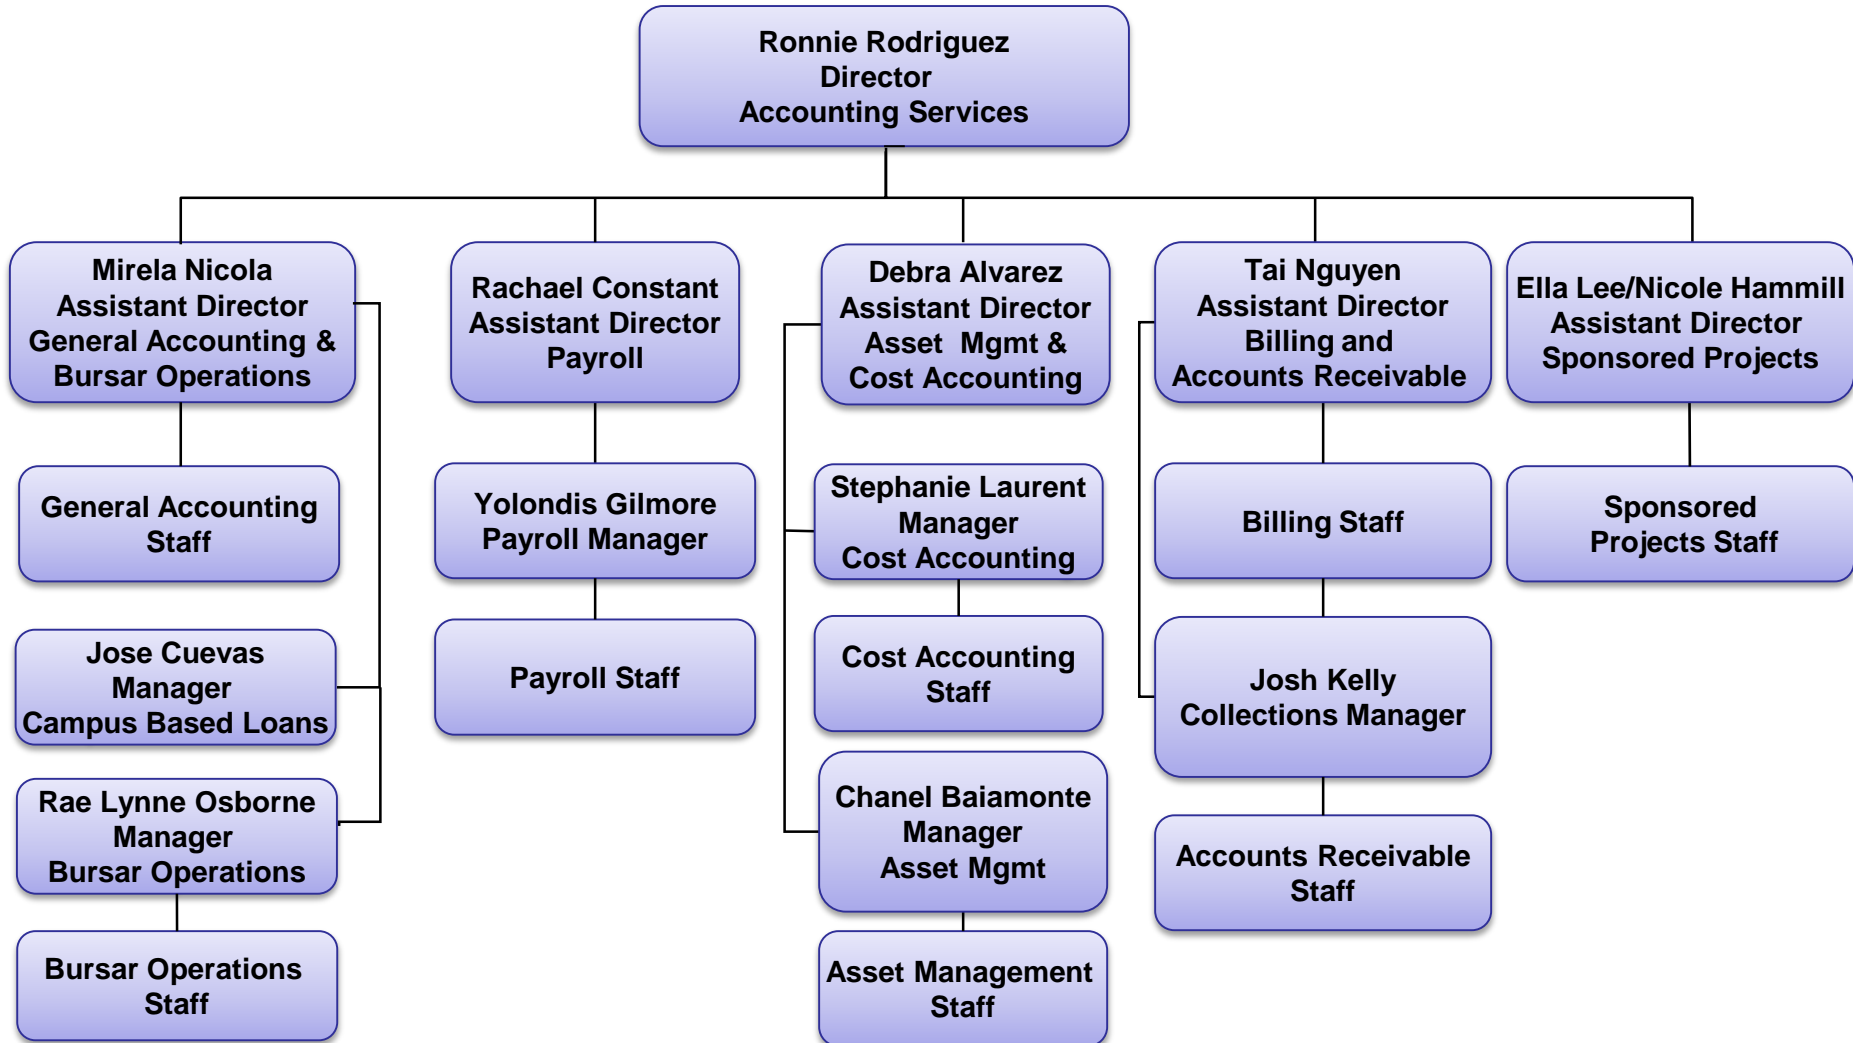 Ronnie Rodriguez
Director
Accounting Services
Mirela Nicola
Assistant Director
General Accounting &
Bursar Operations
Rachael Constant
Assistant Director
Payroll
Debra Alvarez
Assistant Director
Asset Mgmt &
Cost Accounting
Tai Nguyen
Assistant Director
Billing and
Accounts Receivable
Ella Lee/Nicole Hammill
Assistant Director
Sponsored Projects
General Accounting
Staff
Yolondis Gilmore
Payroll Manager
Stephanie Laurent
Manager
Cost Accounting
Billing Staff
Sponsored
Projects Staff
Jose Cuevas
Manager
Campus Based Loans
Payroll Staff
Cost Accounting
Staff
Josh Kelly
Collections Manager
Rae Lynne Osborne
Manager
Bursar Operations
Chanel Baiamonte
Manager
Asset Mgmt
Accounts Receivable
Staff
Bursar Operations
Staff
Asset Management
Staff